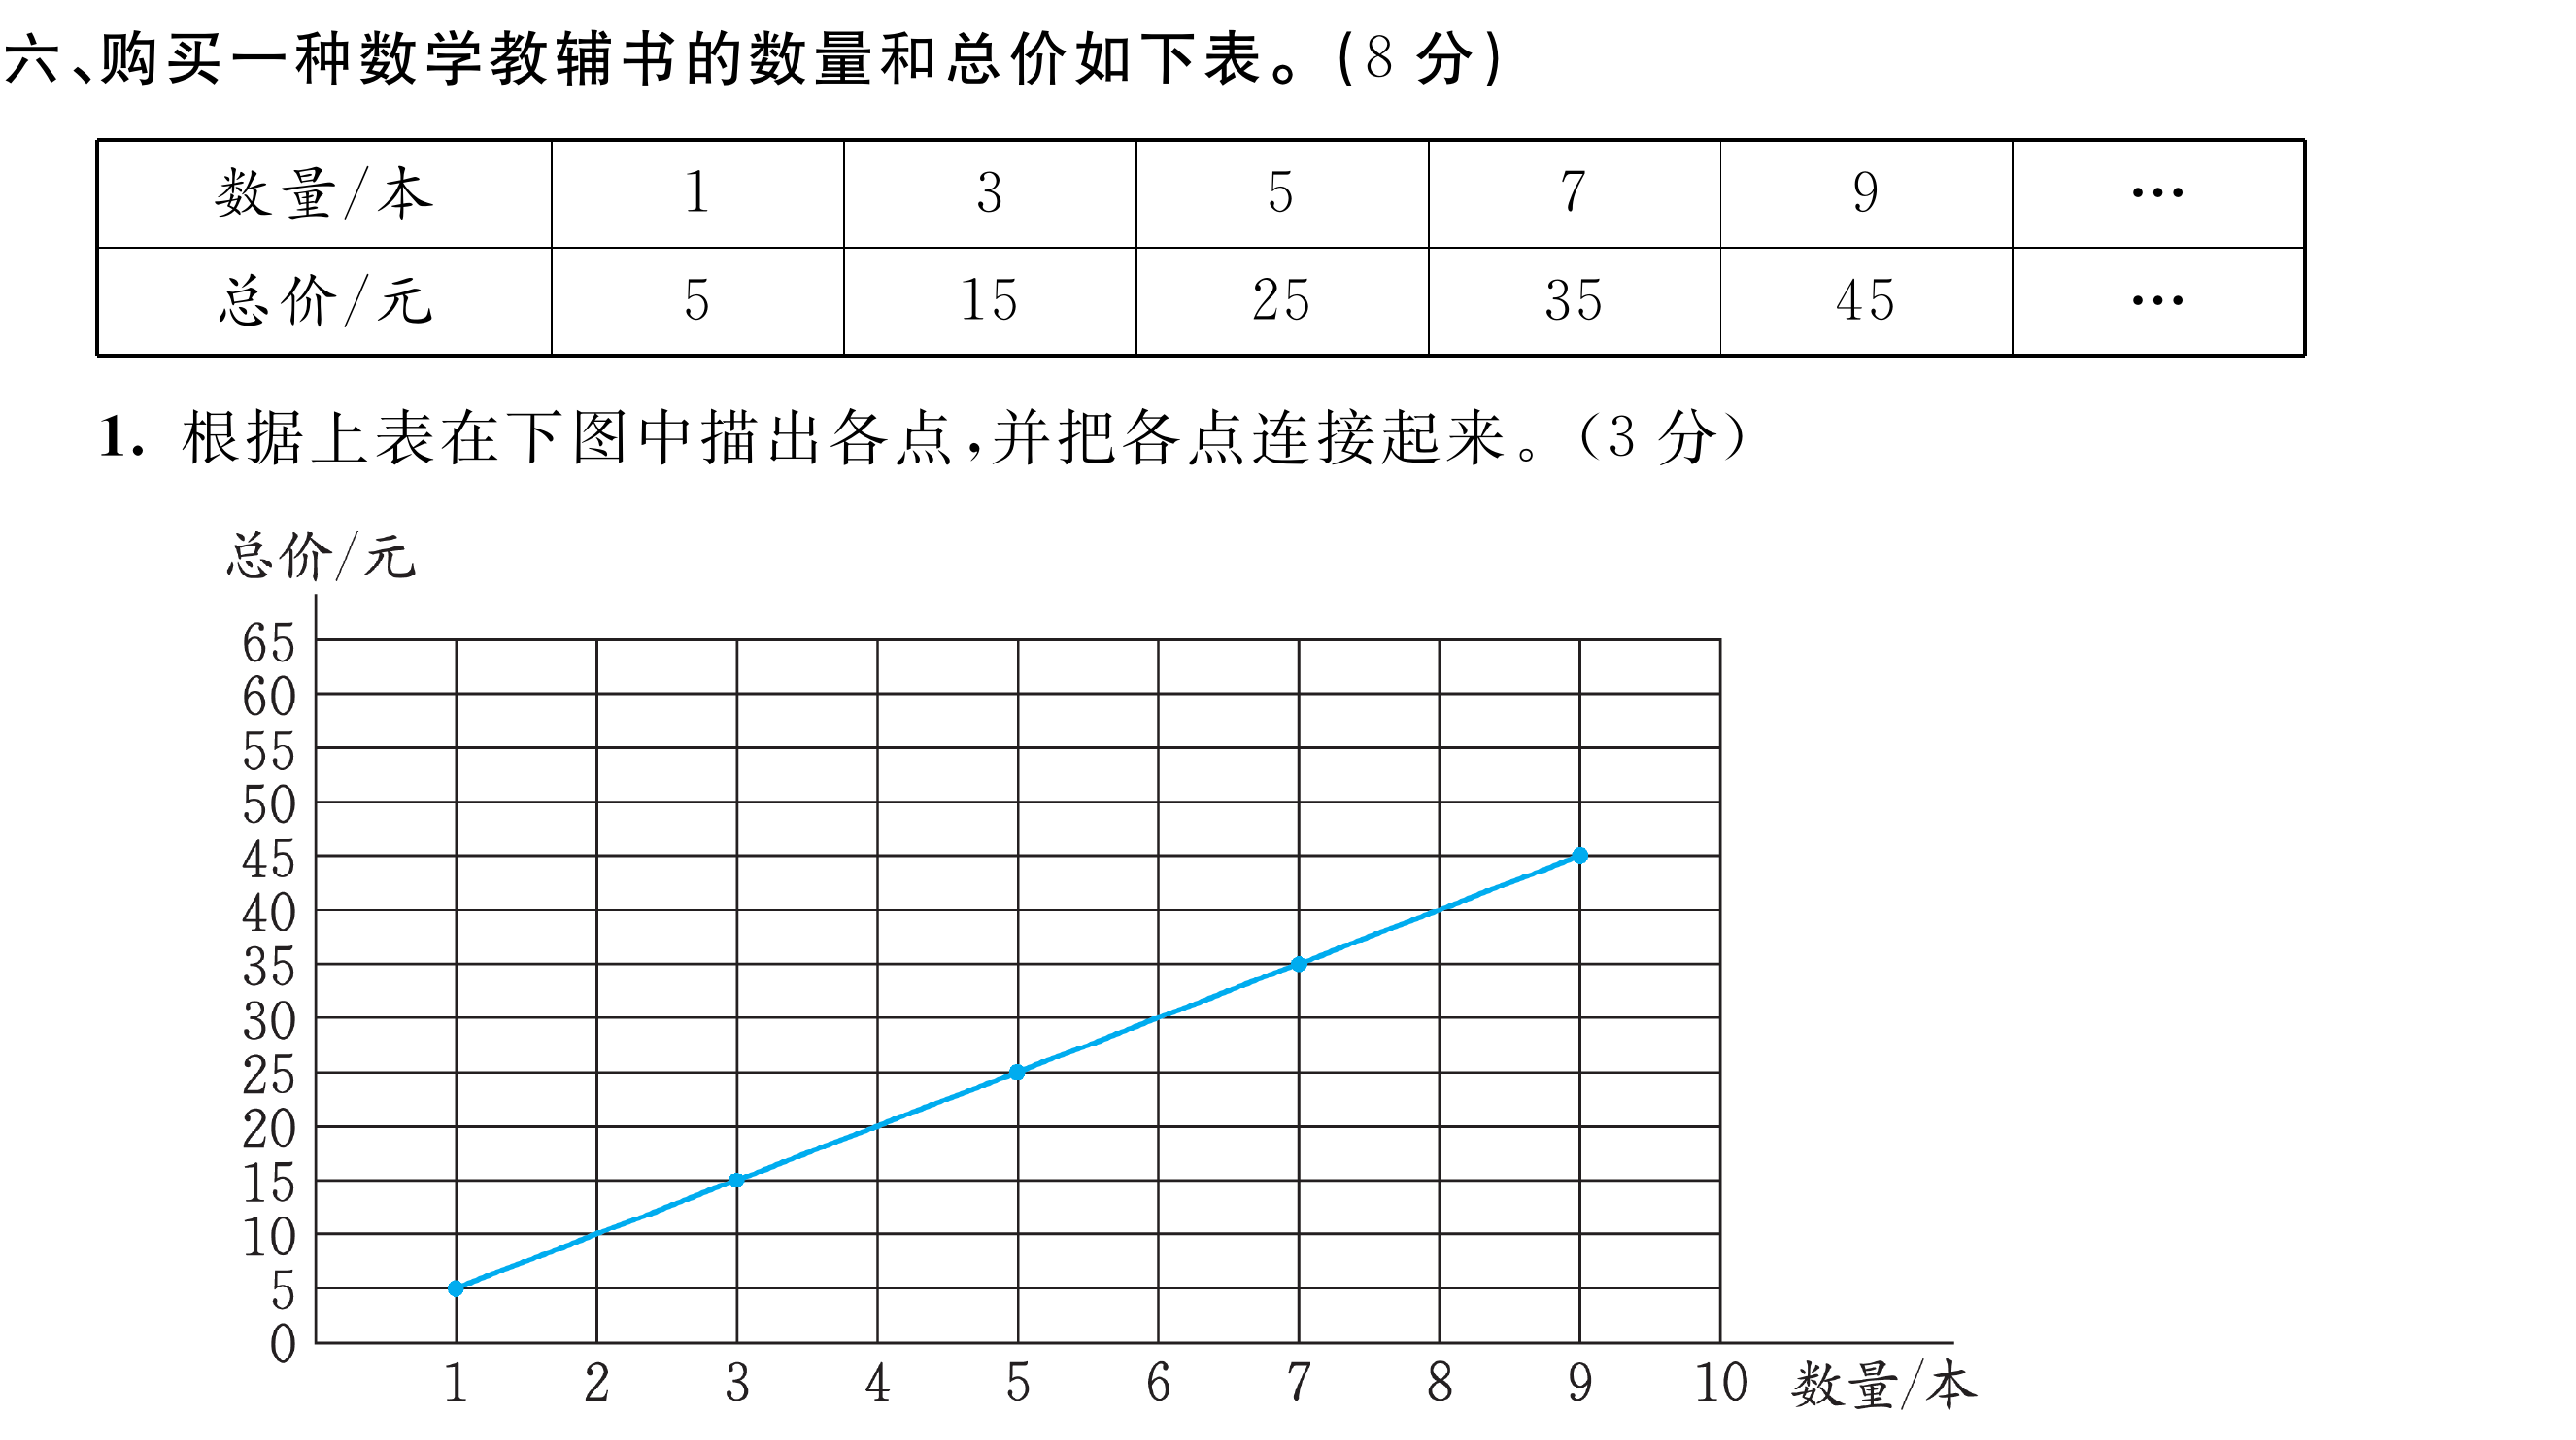 六、购买一种数学教辅书的数量和总价如下表。(8 分)
数量/本 1 3 5 7 9 …
总价/元 5 15 25 35 45 …
1. 根据上表在下图中描出各点,并把各点连接起来。(3 分)
总价/元
65
60
55
50
45
40
35
30
25
20
15
10
5
0
1 2 3 4 5 6 7 8 9 10 数量/本